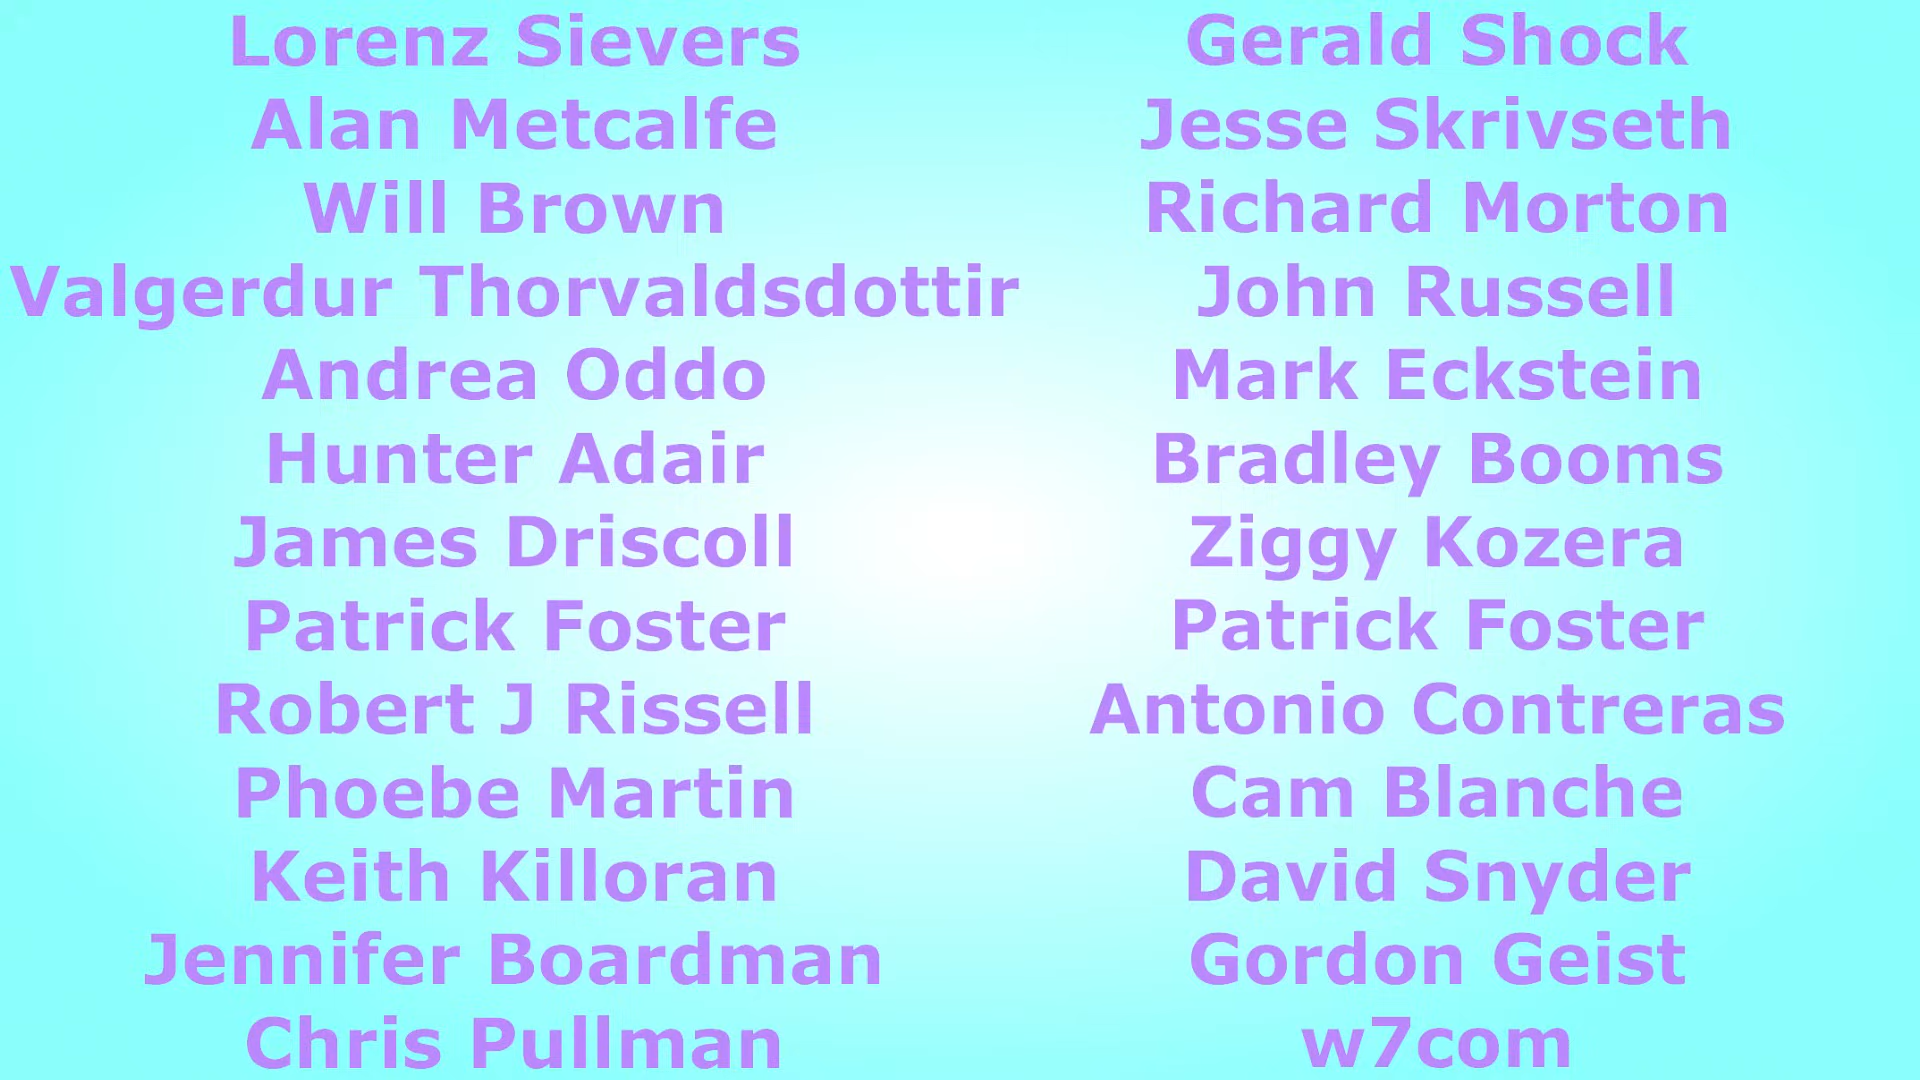 Lorenz Sievers
Alan Metcalfe
Will Brown
Valgerdur Thorvaldsdottir
Andrea Oddo
Hunter Adair
James Driscoll
Patrick Foster
Robert J Rissell
Phoebe Martin
Keith Killoran
Jennifer Boardman
Chris Pullman
Gerald Shock
Jesse Skrivseth
Richard Morton
John Russell
Mark Eckstein
Bradley Booms
Ziggy Kozera
Patrick Foster
Antonio Contreras
Cam Blanche
David Snyder
Gordon Geist
w7com